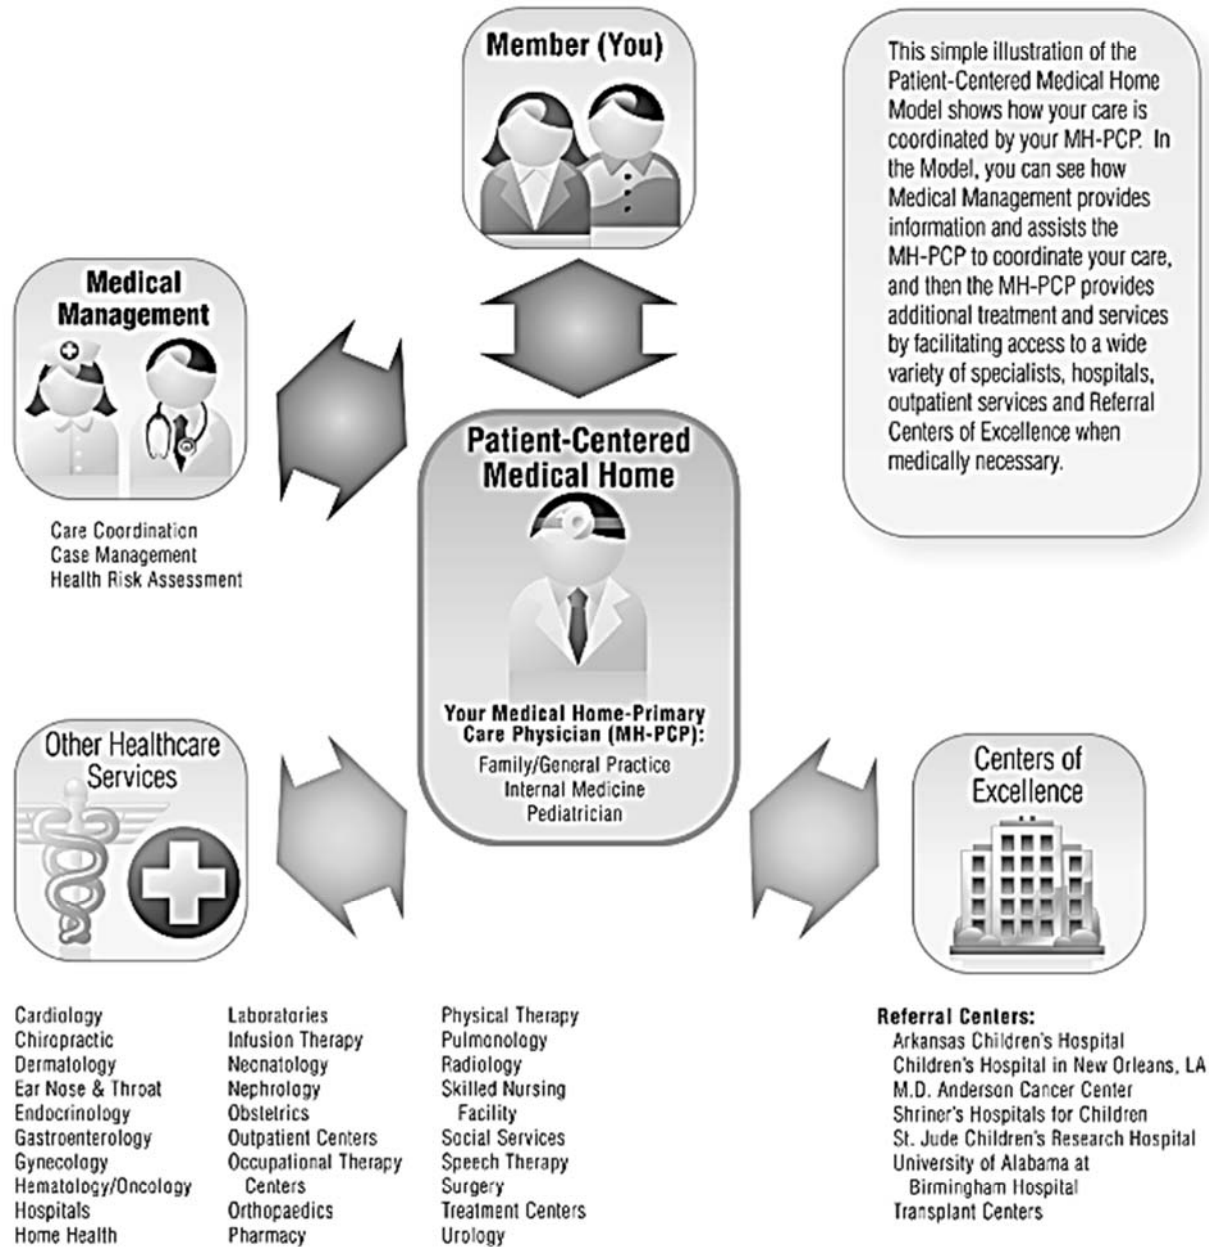 Member (You)
This simple illustration of the
Patient-Centered Medical Home
Model shows how your care is
coordinated by your MH-PCP. In
the Model, you can see how
Medical Management provides
information and assists the
MH-PCP to coordinate your care,
and then the MH-PCP provides
additional treatment and services
by facilitating access to a wide
variety of specialists, hospitals,
outpatient services and Referral
Centers of Excellence when
medically necessary.
Medical
Management
Care Coordination
Case Management
Health Risk Assessment
Patient-Centered
Medical Home
Your Medical Home-Primary
Care Physician (MH-PCP):
Family/General Practice
Internal Medicine
Pediatrician
Other Healthcare
Services
Cardiology
Chiropractic
Dermatology
Ear Nose & Throat
Endocrinology
Gastroenterology
Gynecology
Hematology/Oncology
Hospitals
Home Health
Laboratories
Infusion Therapy
Neonatology
Nephrology
Obstetrics
Outpatient Centers
Occupational Therapy
Centers
Orthopaedics
Pharmacy
Physical Therapy
Pulmonology
Radiology
Skilled Nursing
Facility
Social Services
Speech Therapy
Surgery
Treatment Centers
Urology
Centers of
Excellence
Referral Centers:
Arkansas Children's Hospital
Children's Hospital in New Orleans, LA
M.D. Anderson Cancer Center
Shriner's Hospitals for Children
St. Jude Children's Research Hospital
University of Alabama at
Birmingham Hospital
Transplant Centers